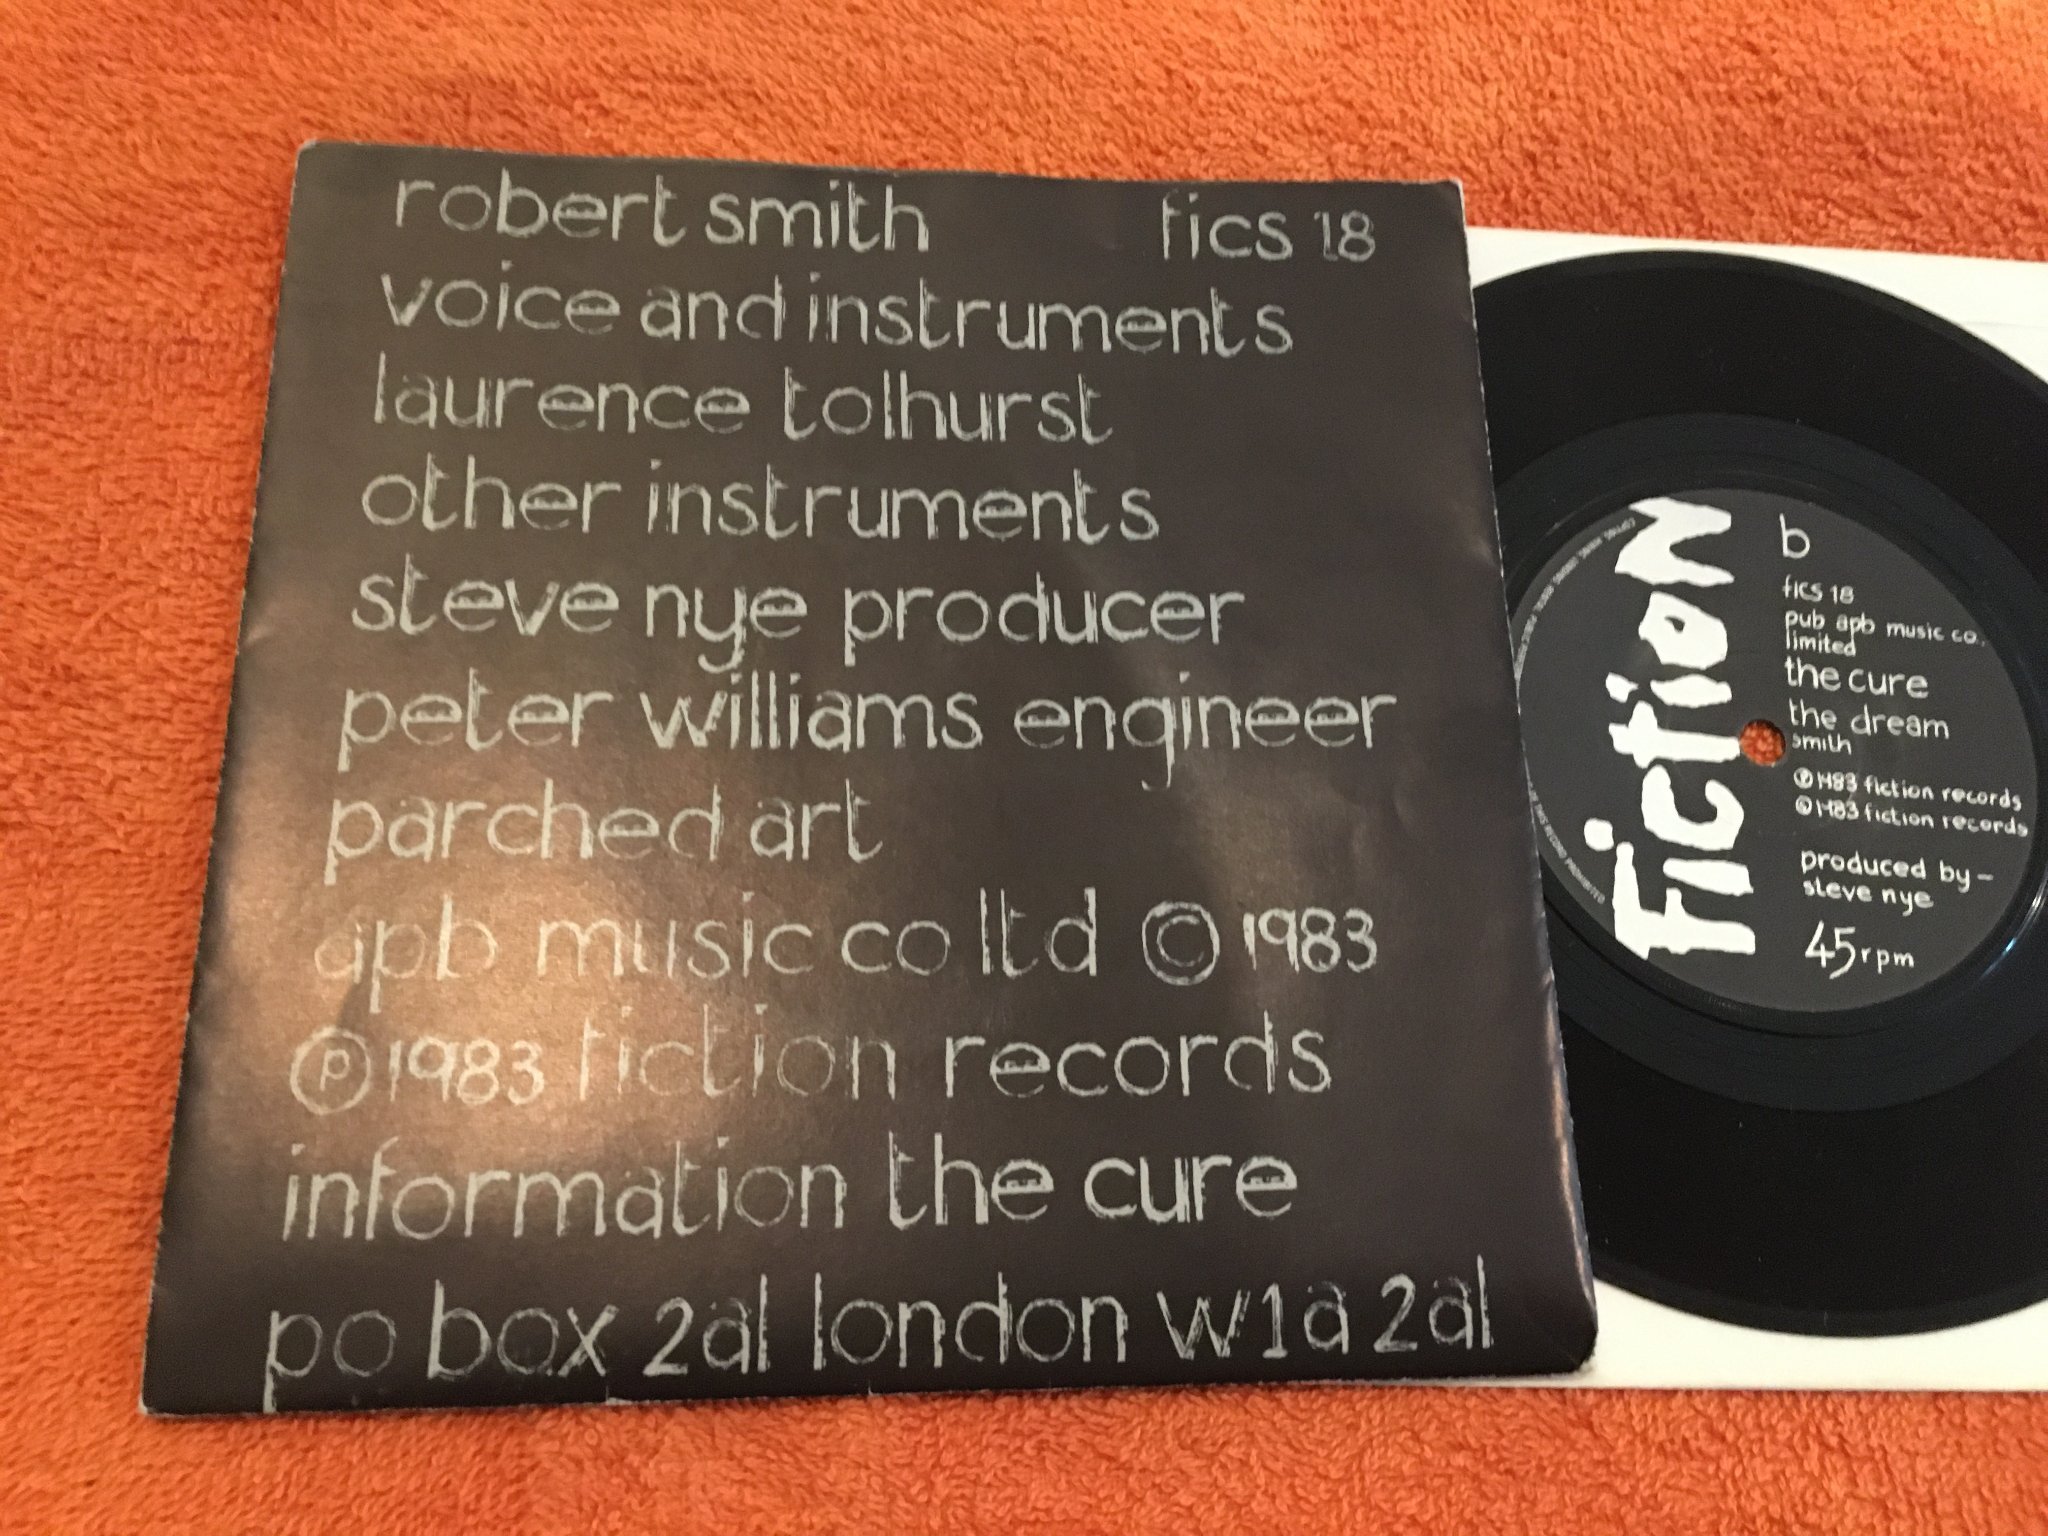 robert smith fics 18
voice and instruments
laurence tolhurst
other instruments
steve nye producer
peter williams engineer
parched art
apb music co ltd © 1983
℗ 1983 fiction records
information the cure
po box 2al london w1a 2al
fiction
b
fics 18
pub apb music co.
limited
the cure
the dream
smith
℗ 1983 fiction records
© 1983 fiction records
produced by –
steve nye
45 rpm